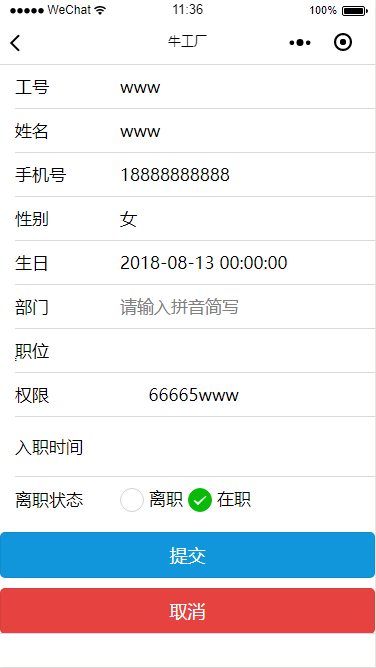 ●●●●● WeChat 11:36 100%
牛工厂
工号 www
姓名 www
手机号 18888888888
性别 女
生日 2018-08-13 00:00:00
部门 请输入拼音简写
职位
权限 66665www
入职时间
离职状态 离职 在职
提交
取消